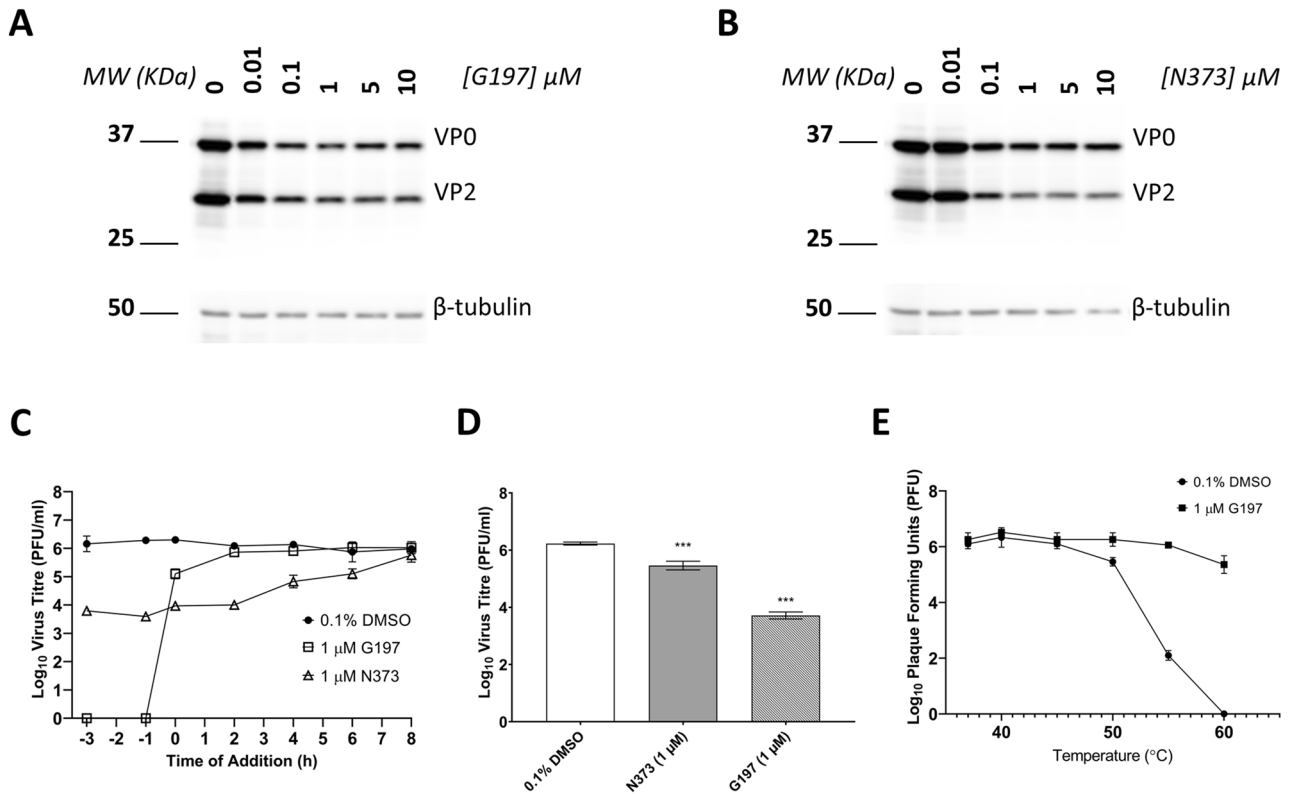 A
MW (KDa) 0 0.01 0.1 1 5 10 [G197] μM
37 VP0
VP2
25
50 β-tubulin
B
MW (KDa) 0 0.01 0.1 1 5 10 [N373] μM
37 VP0
VP2
25
50 β-tubulin
C
Log10 Virus Titre (PFU/ml)
8
7
6
5
4
3
2
1
0
-3 -2 -1 0 1 2 3 4 5 6 7 8
Time of Addition (h)
0.1% DMSO
1 μM G197
1 μM N373
D
Log10 Virus Titre (PFU/ml)
8
6
4
2
0
***
***
0.1% DMSO
N373 (1 μM)
G197 (1 μM)
E
Log10 Plaque Forming Units (PFU)
8
6
4
2
0
40 50 60
Temperature (°C)
0.1% DMSO
1 μM G197